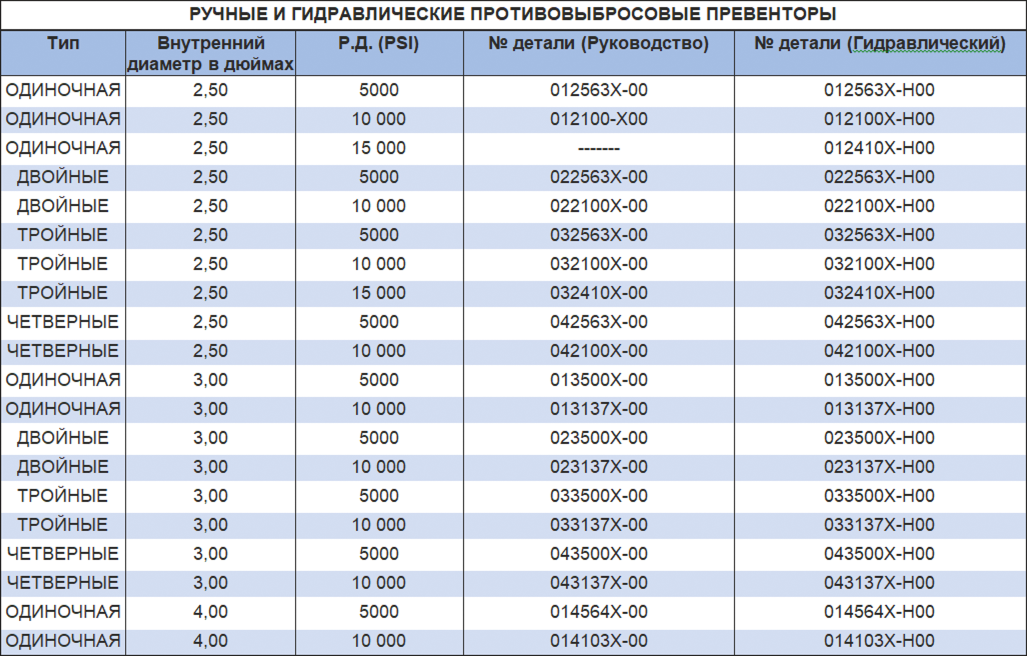 РУЧНЫЕ И ГИДРАВЛИЧЕСКИЕ ПРОТИВОВЫБРОСОВЫЕ ПРЕВЕНТОРЫ
Тип Внутренний диаметр в дюймах Р.Д. (PSI) № детали (Руководство) № детали (Гидравлический)
ОДИНОЧНАЯ 2,50 5000 012563X-00 012563X-H00
ОДИНОЧНАЯ 2,50 10 000 012100-X00 012100X-H00
ОДИНОЧНАЯ 2,50 15 000 ------- 012410X-H00
ДВОЙНЫЕ 2,50 5000 022563X-00 022563X-H00
ДВОЙНЫЕ 2,50 10 000 022100X-00 022100X-H00
ТРОЙНЫЕ 2,50 5000 032563X-00 032563X-H00
ТРОЙНЫЕ 2,50 10 000 032100X-00 032100X-H00
ТРОЙНЫЕ 2,50 15 000 032410X-00 032410X-H00
ЧЕТВЕРНЫЕ 2,50 5000 042563X-00 042563X-H00
ЧЕТВЕРНЫЕ 2,50 10 000 042100X-00 042100X-H00
ОДИНОЧНАЯ 3,00 5000 013500X-00 013500X-H00
ОДИНОЧНАЯ 3,00 10 000 013137X-00 013137X-H00
ДВОЙНЫЕ 3,00 5000 023500X-00 023500X-H00
ДВОЙНЫЕ 3,00 10 000 023137X-00 023137X-H00
ТРОЙНЫЕ 3,00 5000 033500X-00 033500X-H00
ТРОЙНЫЕ 3,00 10 000 033137X-00 033137X-H00
ЧЕТВЕРНЫЕ 3,00 5000 043500X-00 043500X-H00
ЧЕТВЕРНЫЕ 3,00 10 000 043137X-00 043137X-H00
ОДИНОЧНАЯ 4,00 5000 014564X-00 014564X-H00
ОДИНОЧНАЯ 4,00 10 000 014103X-00 014103X-H00